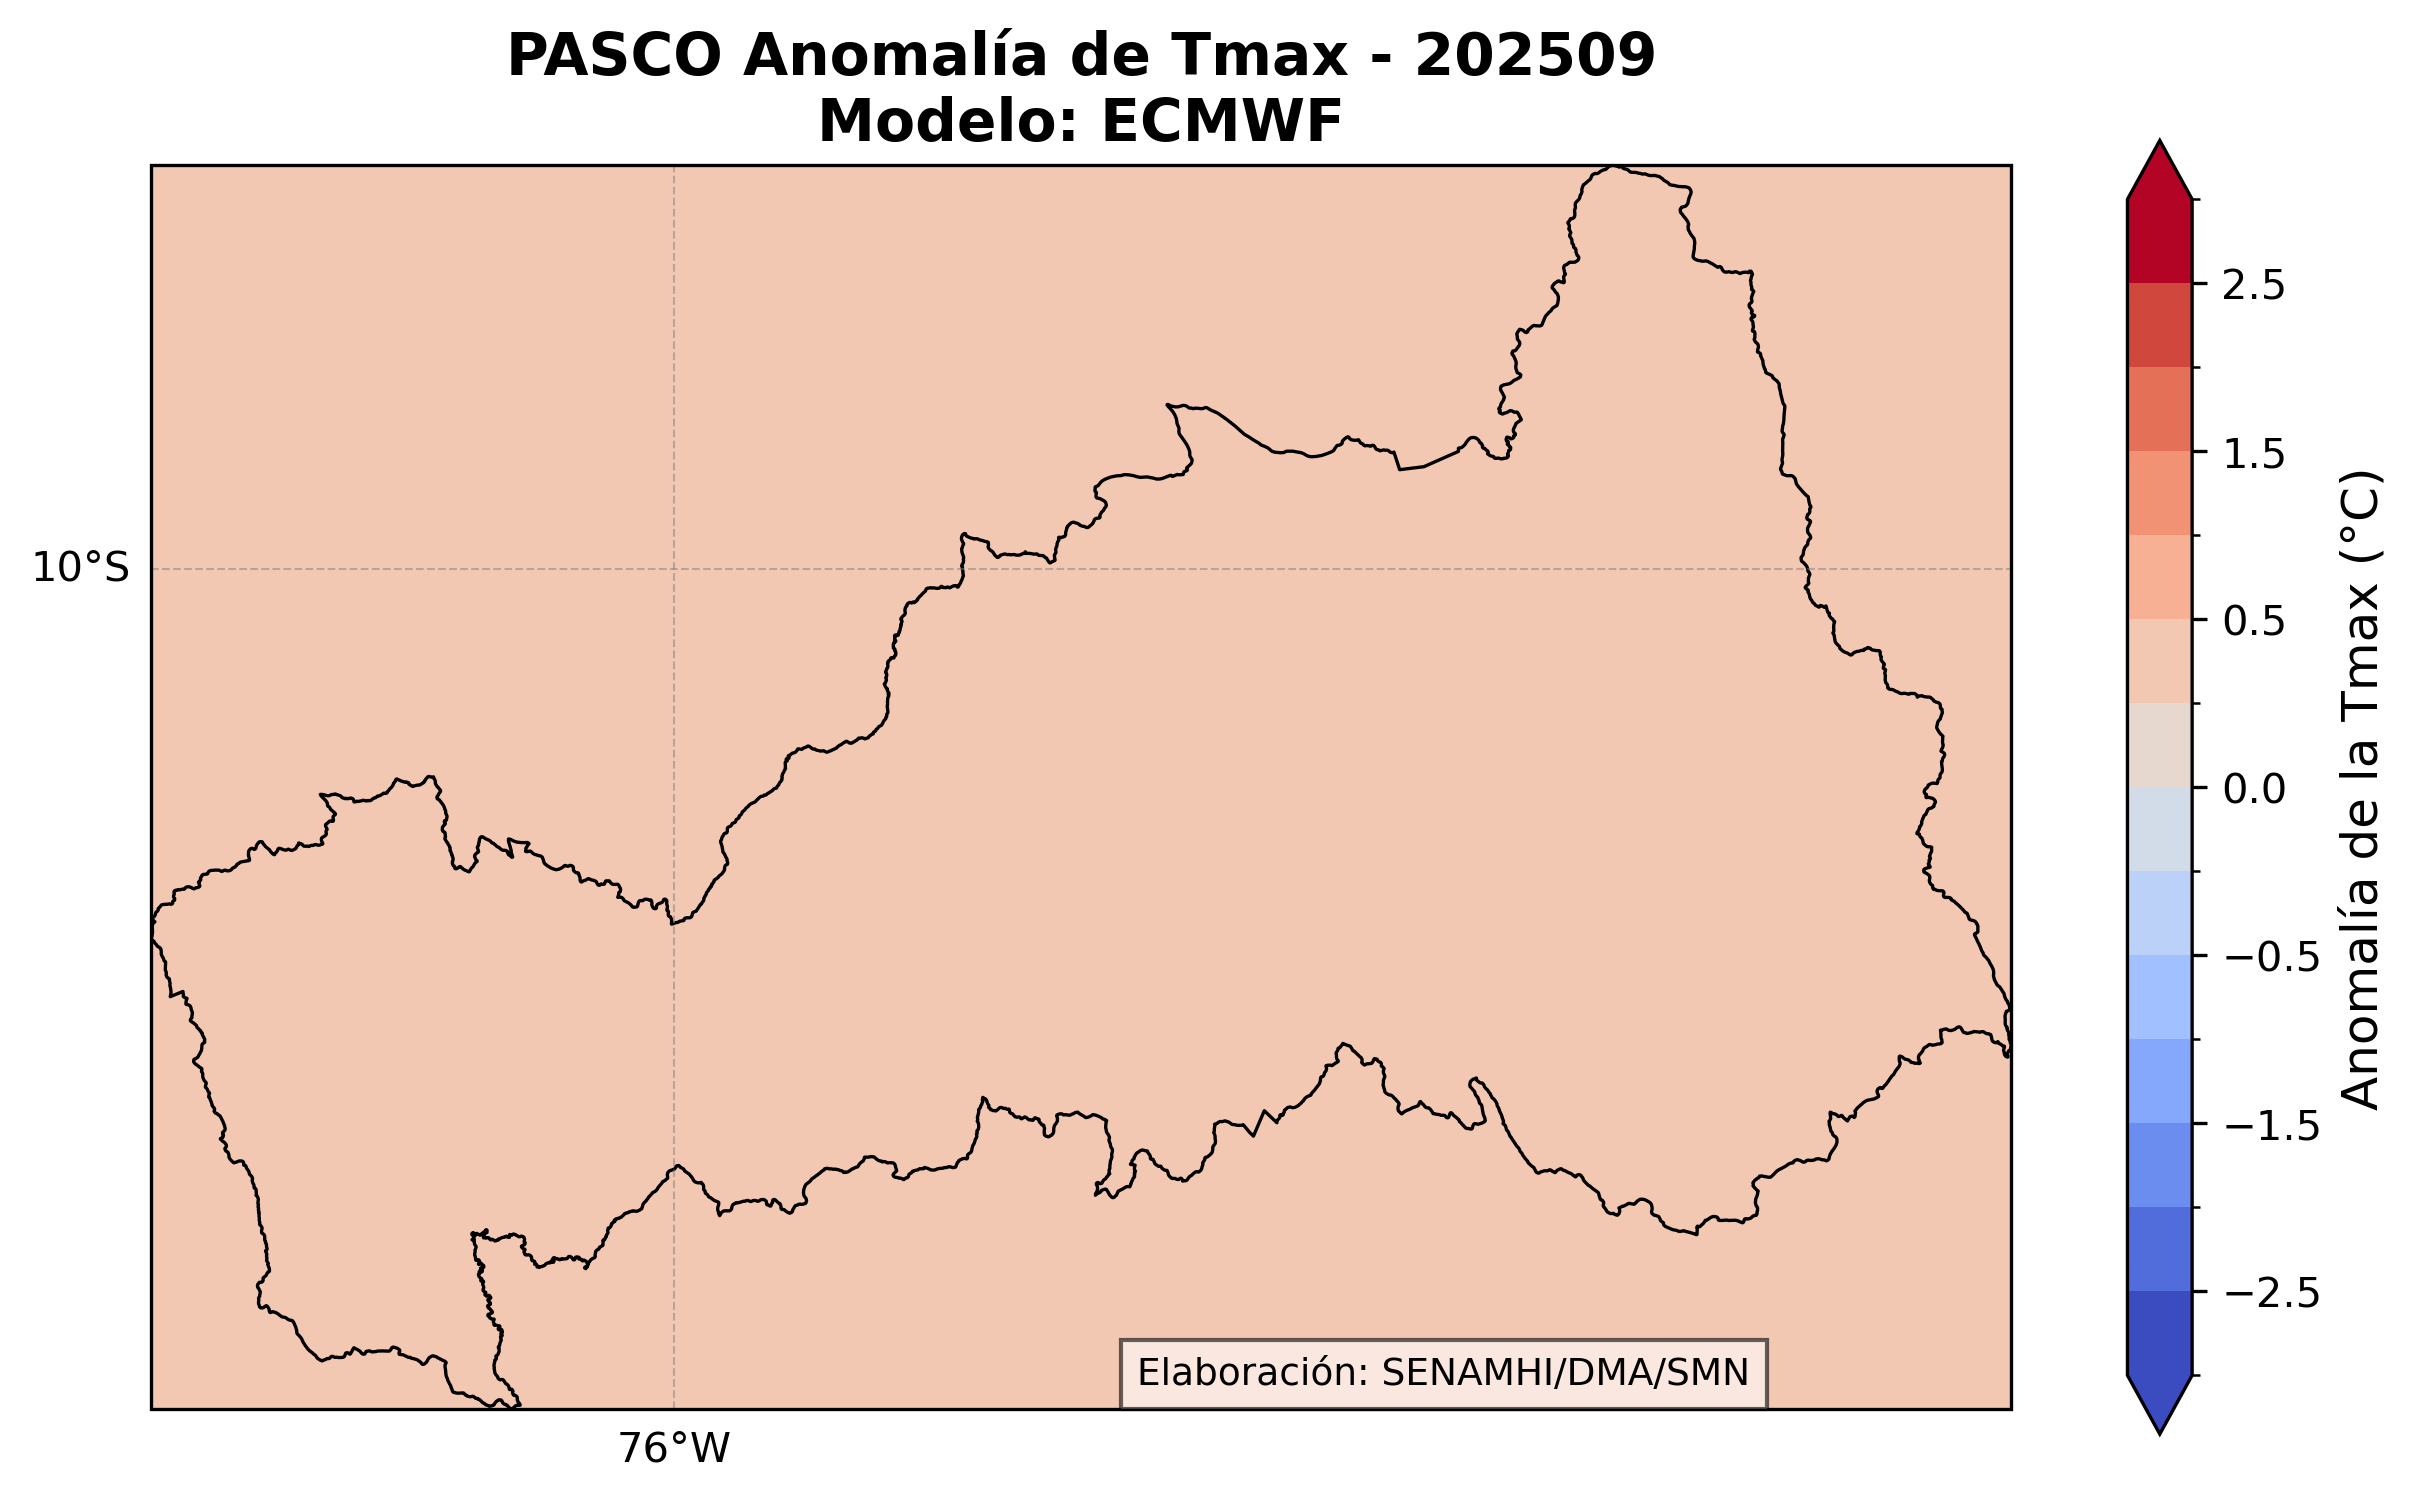 PASCO Anomalía de Tmax - 202509
Modelo: ECMWF
10°S
76°W
Elaboración: SENAMHI/DMA/SMN
2.5
1.5
0.5
0.0
−0.5
−1.5
−2.5
Anomalía de la Tmax (°C)